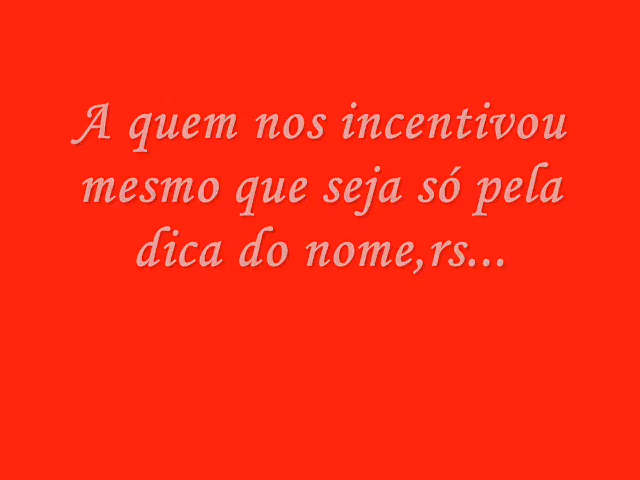 A quem nos incentivou
mesmo que seja só pela
dica do nome,rs...